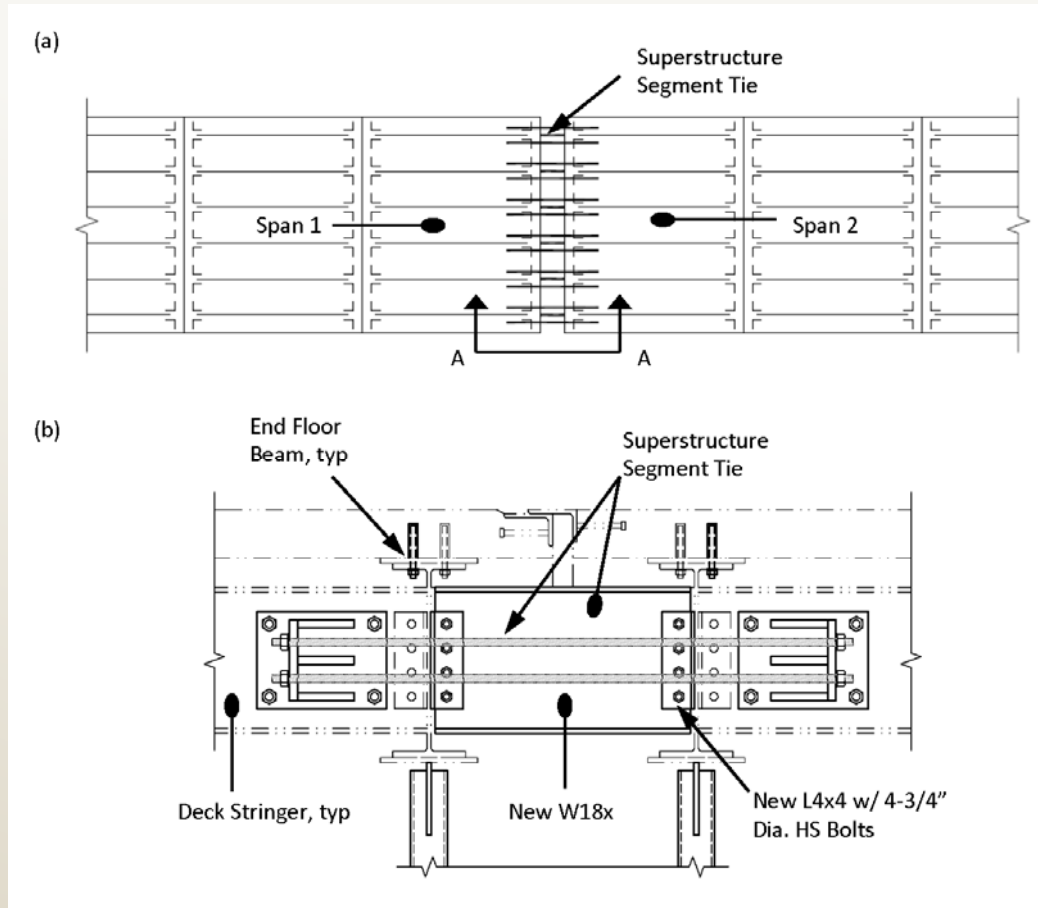 (a)
Superstructure
Segment Tie
Span 1
Span 2
A
A
(b)
End Floor
Beam, typ
Superstructure
Segment Tie
Deck Stringer, typ
New W18x
New L4x4 w/ 4-3/4”
Dia. HS Bolts